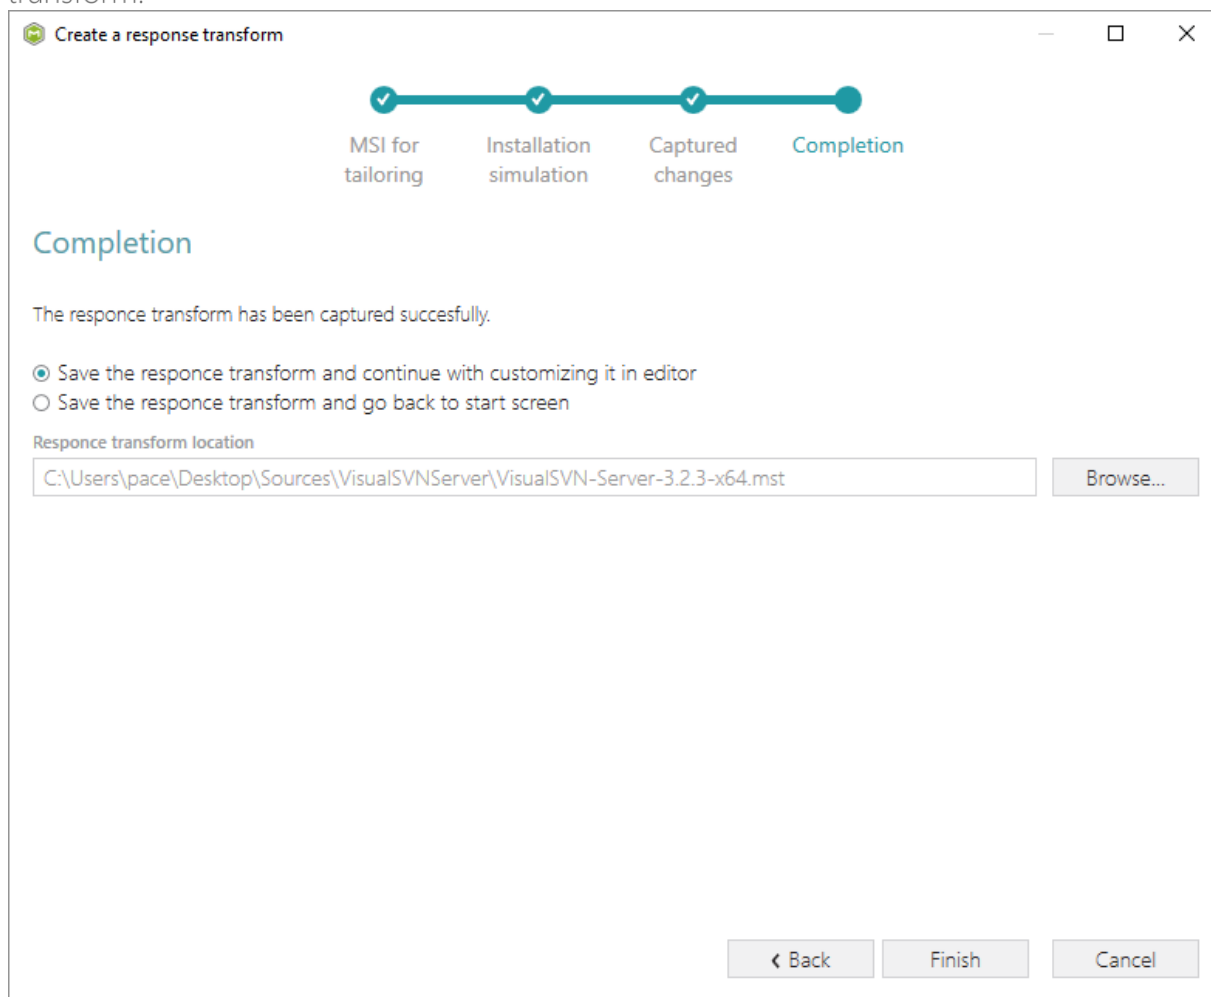 transform.
Create a response transform
MSI for tailoring
Installation simulation
Captured changes
Completion
Completion
The responce transform has been captured succesfully.
Save the responce transform and continue with customizing it in editor
Save the responce transform and go back to start screen
Responce transform location
C:\Users\pace\Desktop\Sources\VisualSVNServer\VisualSVN-Server-3.2.3-x64.mst
Browse...
Back
Finish
Cancel